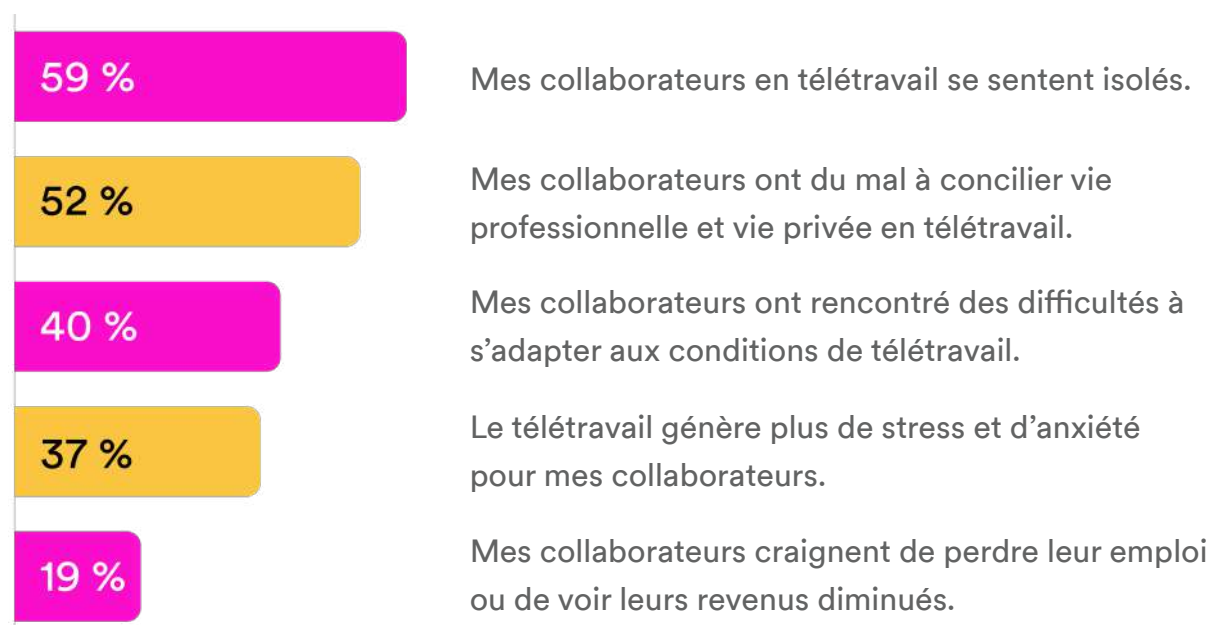 59 %
Mes collaborateurs en télétravail se sentent isolés.
52 %
Mes collaborateurs ont du mal à concilier vie
professionnelle et vie privée en télétravail.
40 %
Mes collaborateurs ont rencontré des difficultés à
s’adapter aux conditions de télétravail.
37 %
Le télétravail génère plus de stress et d’anxiété
pour mes collaborateurs.
19 %
Mes collaborateurs craignent de perdre leur emploi
ou de voir leurs revenus diminués.